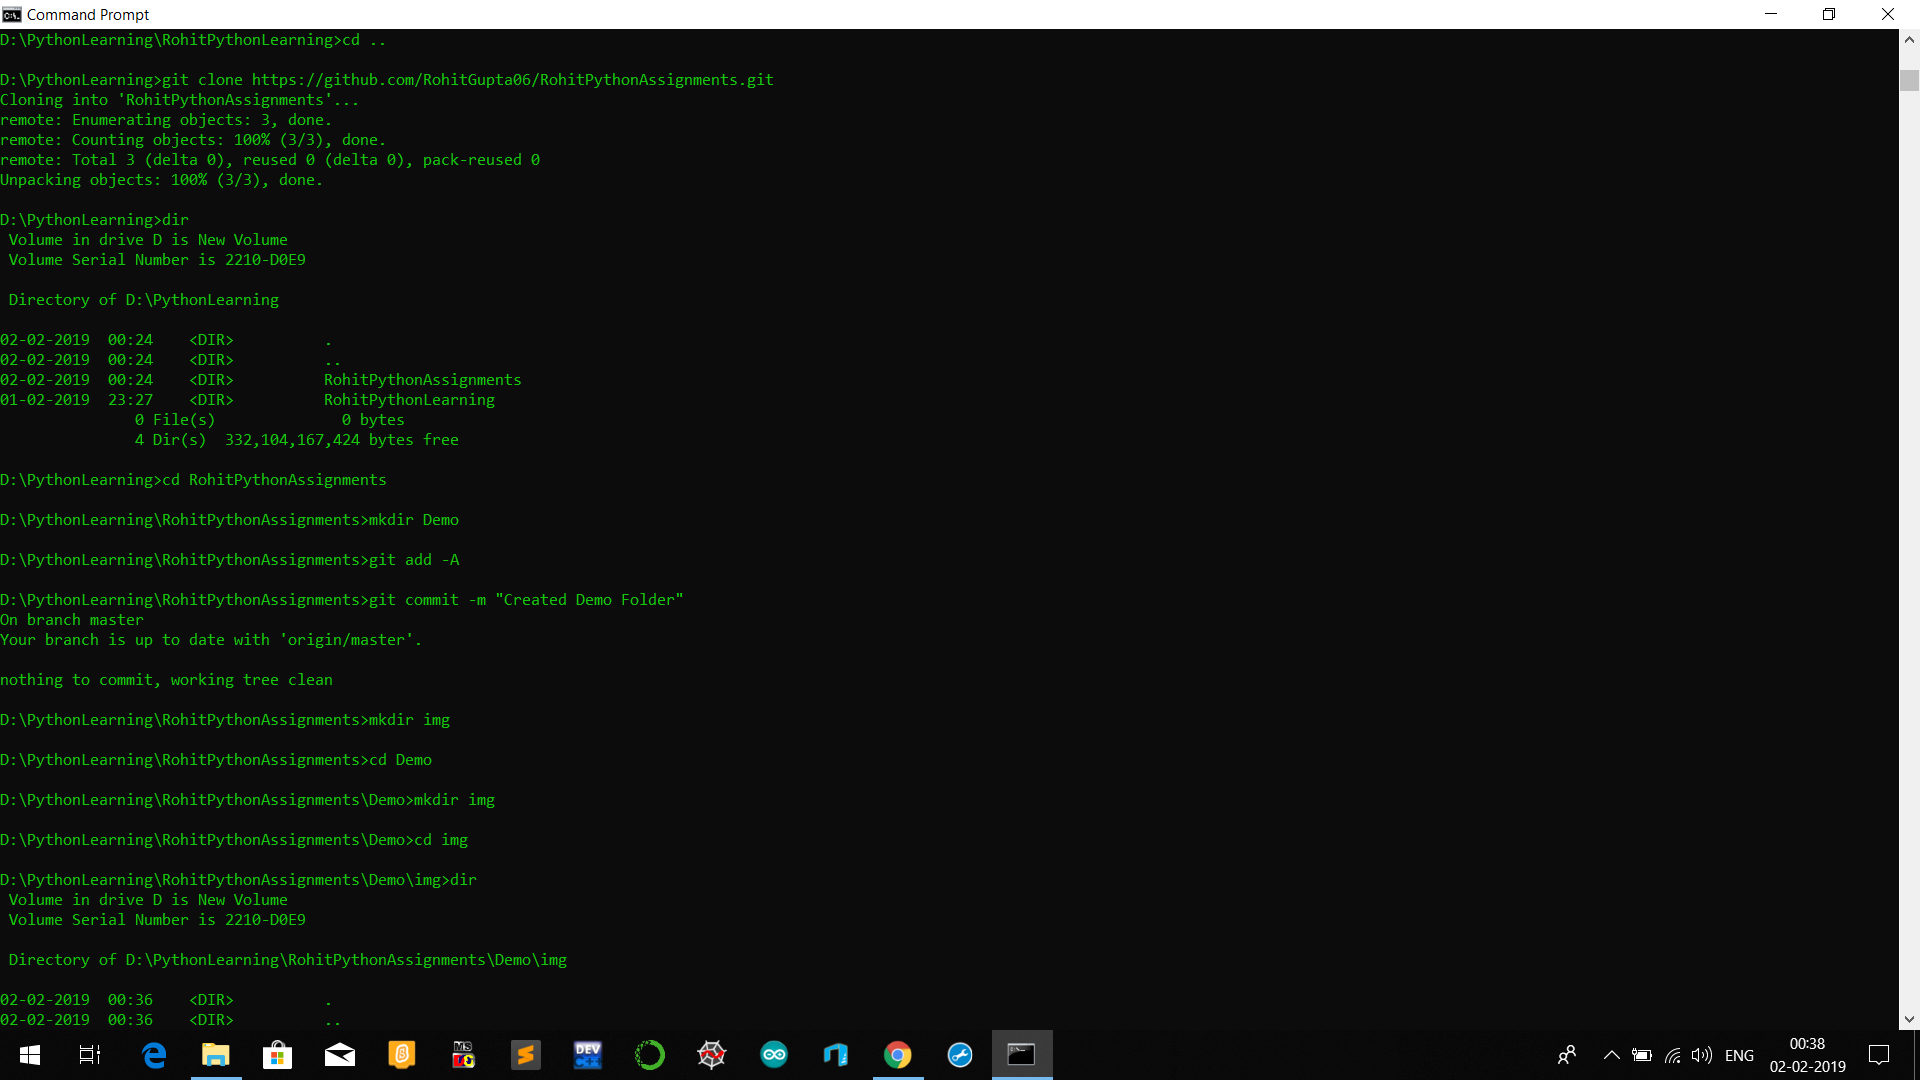 Command Prompt
D:\PythonLearning\RohitPythonLearning>cd ..
D:\PythonLearning>git clone https://github.com/RohitGupta06/RohitPythonAssignments.git
Cloning into 'RohitPythonAssignments'...
remote: Enumerating objects: 3, done.
remote: Counting objects: 100% (3/3), done.
remote: Total 3 (delta 0), reused 0 (delta 0), pack-reused 0
Unpacking objects: 100% (3/3), done.
D:\PythonLearning>dir
Volume in drive D is New Volume
Volume Serial Number is 2210-D0E9
Directory of D:\PythonLearning
02-02-2019  00:24    <DIR>          .
02-02-2019  00:24    <DIR>          ..
02-02-2019  00:24    <DIR>          RohitPythonAssignments
01-02-2019  23:27    <DIR>          RohitPythonLearning
0 File(s)              0 bytes
4 Dir(s)  332,104,167,424 bytes free
D:\PythonLearning>cd RohitPythonAssignments
D:\PythonLearning\RohitPythonAssignments>mkdir Demo
D:\PythonLearning\RohitPythonAssignments>git add -A
D:\PythonLearning\RohitPythonAssignments>git commit -m "Created Demo Folder"
On branch master
Your branch is up to date with 'origin/master'.
nothing to commit, working tree clean
D:\PythonLearning\RohitPythonAssignments>mkdir img
D:\PythonLearning\RohitPythonAssignments>cd Demo
D:\PythonLearning\RohitPythonAssignments\Demo>mkdir img
D:\PythonLearning\RohitPythonAssignments\Demo>cd img
D:\PythonLearning\RohitPythonAssignments\Demo\img>dir
Volume in drive D is New Volume
Volume Serial Number is 2210-D0E9
Directory of D:\PythonLearning\RohitPythonAssignments\Demo\img
02-02-2019  00:36    <DIR>          .
02-02-2019  00:36    <DIR>          ..
MS
DEV
C++
ENG
00:38
02-02-2019